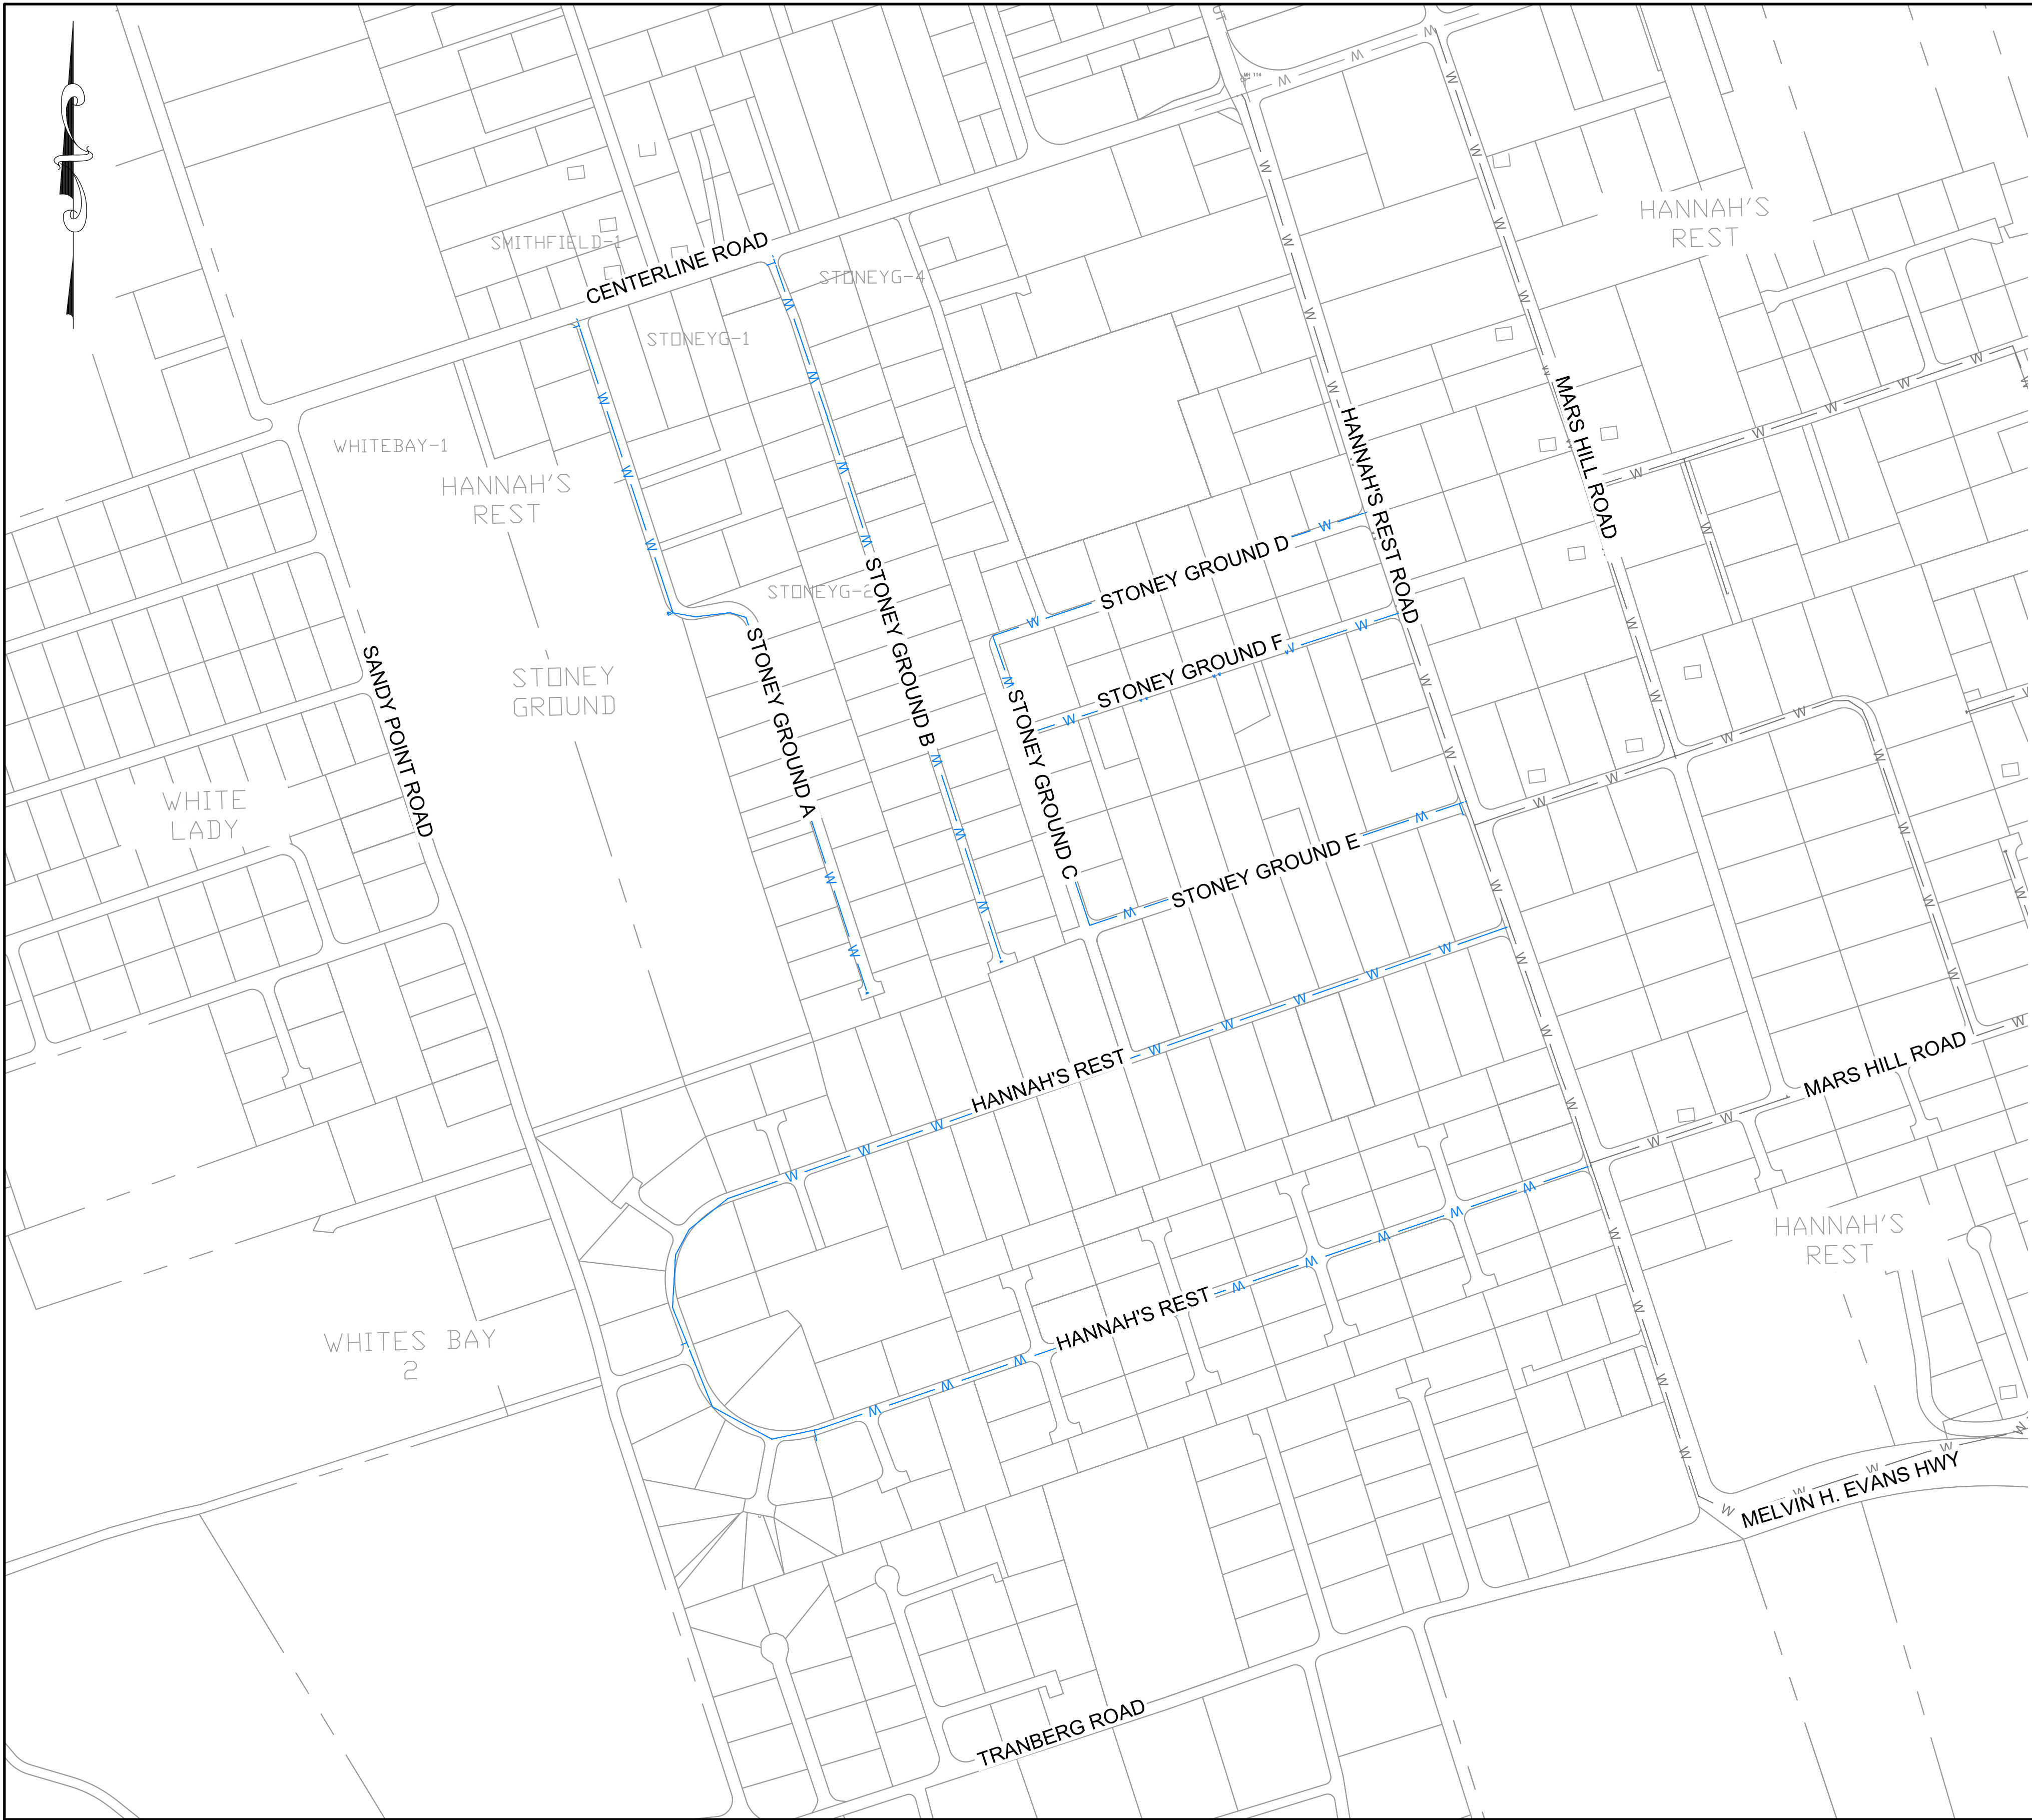 MH 114
HANNAH'S
REST
SMITHFIELD-1
CENTERLINE ROAD
STONEYG-4
STONEYG-1
WHITEBAY-1
HANNAH'S
REST
MARS HILL ROAD
HANNAH'S REST ROAD
STONEY GROUND D
STONEYG-2
STONEY GROUND B
STONEY GROUND F
STONEY
GROUND
STONEY GROUND A
SANDY POINT ROAD
STONEY GROUND C
WHITE
LADY
STONEY GROUND E
HANNAH'S REST
MARS HILL ROAD
HANNAH'S
REST
HANNAH'S REST
WHITES BAY
2
MELVIN H. EVANS HWY
TRANBERG ROAD